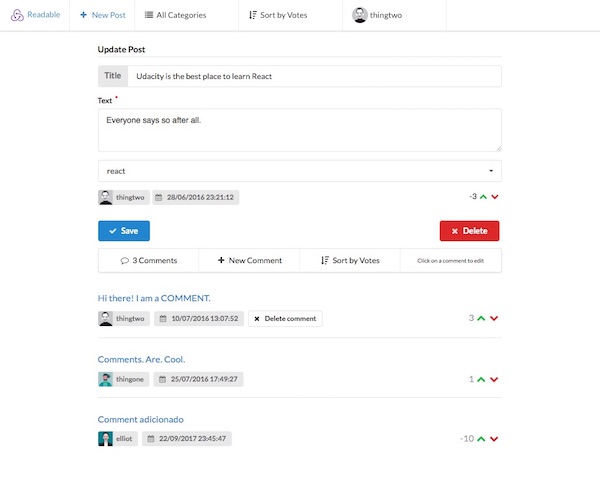 Readable New Post All Categories Sort by Votes thingtwo
Update Post
Title Udacity is the best place to learn React
Text *
Everyone says so after all.
react
thingtwo 28/06/2016 23:21:12 -3
Save Delete
3 Comments New Comment Sort by Votes Click on a comment to edit
Hi there! I am a COMMENT.
thingtwo 10/07/2016 13:07:52 Delete comment 3
Comments. Are. Cool.
thingone 25/07/2016 17:49:27 1
Comment adicionado
elliot 22/09/2017 23:45:47 -10